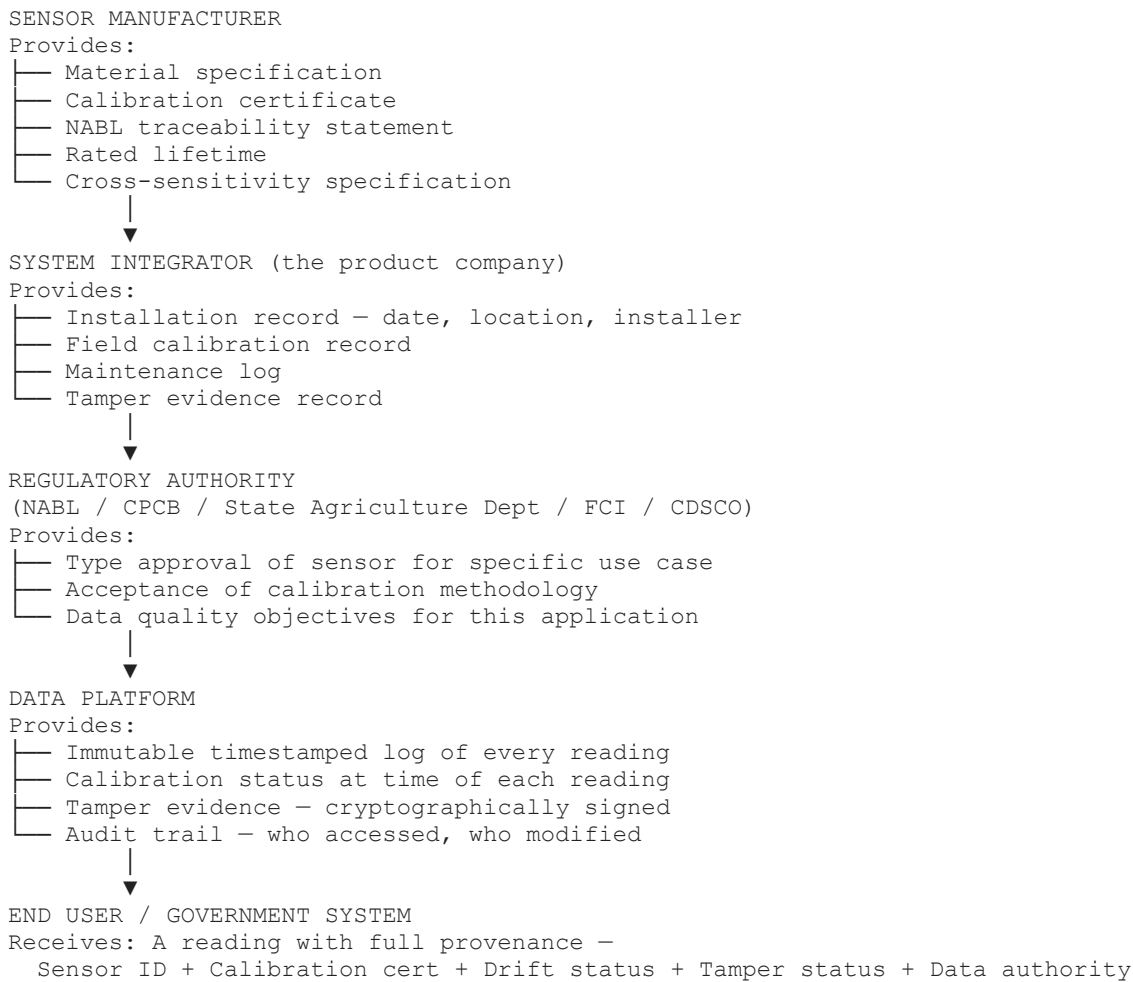 SENSOR MANUFACTURER
Provides:
├── Material specification
├── Calibration certificate
├── NABL traceability statement
├── Rated lifetime
└── Cross-sensitivity specification
│
▼
SYSTEM INTEGRATOR (the product company)
Provides:
├── Installation record — date, location, installer
├── Field calibration record
├── Maintenance log
└── Tamper evidence record
│
▼
REGULATORY AUTHORITY
(NABL / CPCB / State Agriculture Dept / FCI / CDSCO)
Provides:
├── Type approval of sensor for specific use case
├── Acceptance of calibration methodology
└── Data quality objectives for this application
│
▼
DATA PLATFORM
Provides:
├── Immutable timestamped log of every reading
├── Calibration status at time of each reading
├── Tamper evidence — cryptographically signed
└── Audit trail — who accessed, who modified
│
▼
END USER / GOVERNMENT SYSTEM
Receives: A reading with full provenance —
Sensor ID + Calibration cert + Drift status + Tamper status + Data authority